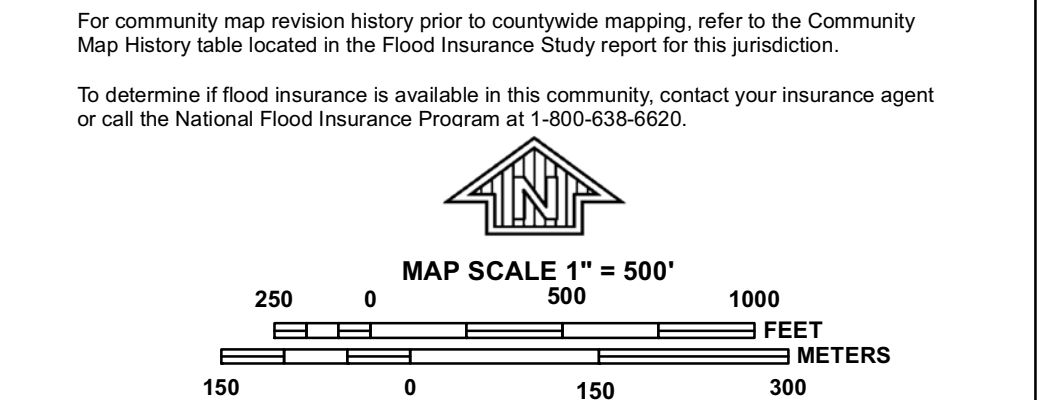 For community map revision history prior to countywide mapping, refer to the Community
Map History table located in the Flood Insurance Study report for this jurisdiction.
To determine if flood insurance is available in this community, contact your insurance agent
or call the National Flood Insurance Program at 1-800-638-6620.
N
MAP SCALE 1" = 500'
250 0 500 1000
FEET
METERS
150 0 150 300